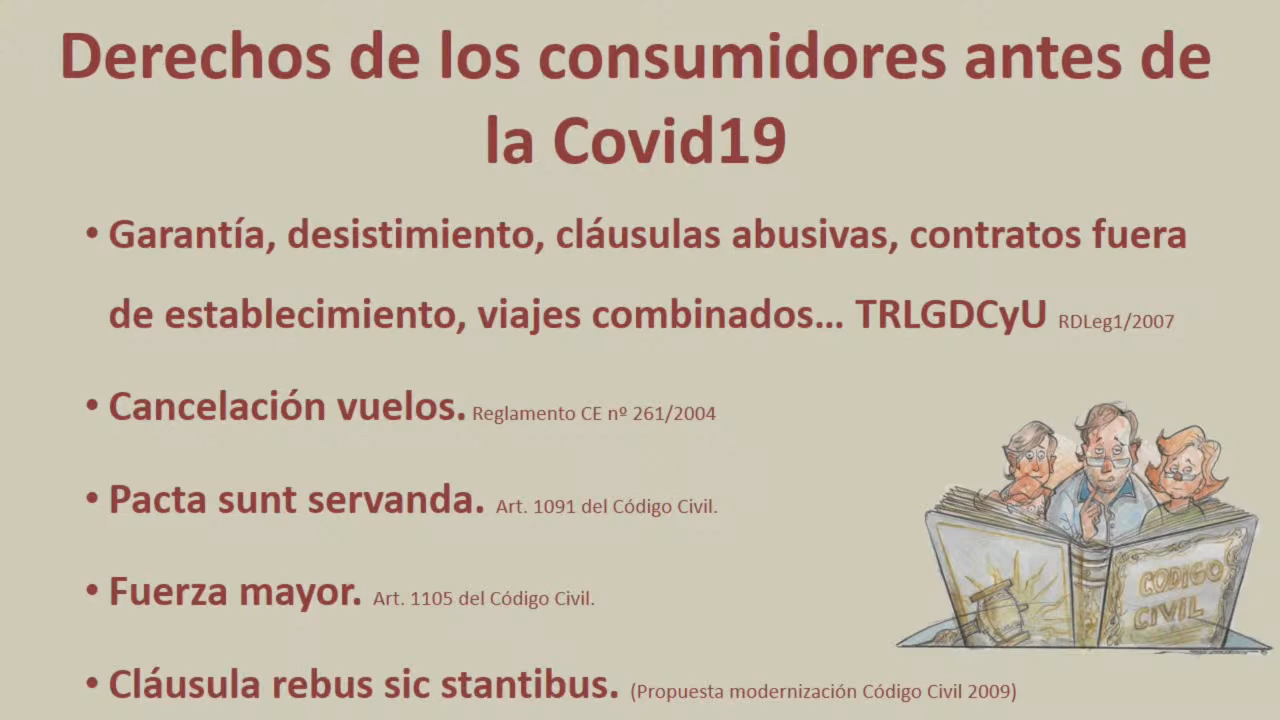 Derechos de los consumidores antes de
la Covid19
• Garantía, desistimiento, cláusulas abusivas, contratos fuera
de establecimiento, viajes combinados... TRLGDCyU RDLeg1/2007
• Cancelación vuelos. Reglamento CE nº 261/2004
• Pacta sunt servanda. Art. 1091 del Código Civil.
• Fuerza mayor. Art. 1105 del Código Civil.
CODIGO
CIVIL
• Cláusula rebus sic stantibus. (Propuesta modernización Código Civil 2009)